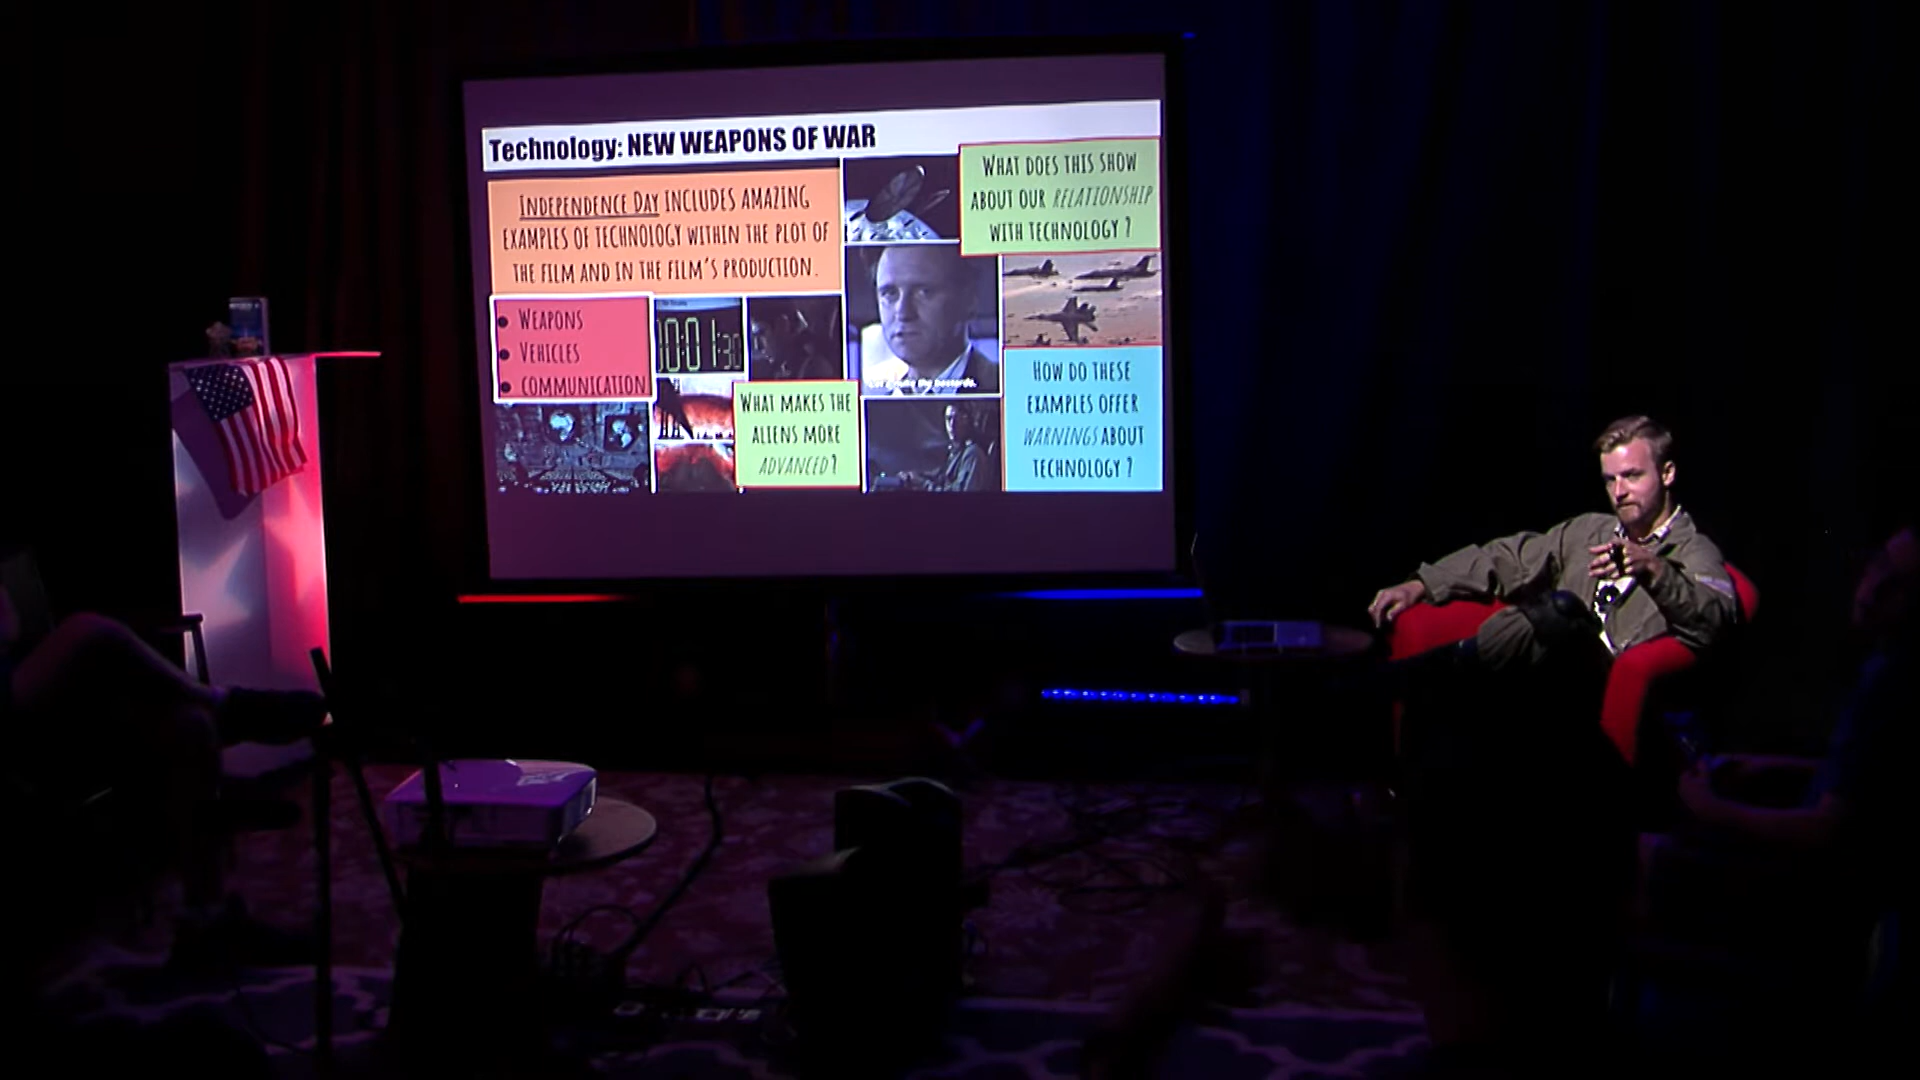 Technology: NEW WEAPONS OF WAR
INDEPENDENCE DAY INCLUDES AMAZING
EXAMPLES OF TECHNOLOGY WITHIN THE PLOT OF
THE FILM AND IN THE FILM'S PRODUCTION.
WHAT DOES THIS SHOW
ABOUT OUR RELATIONSHIP
WITH TECHNOLOGY?
• WEAPONS
• VEHICLES
• COMMUNICATION
00:01:30
WHAT MAKES THE
ALIENS MORE
ADVANCED?
the bastards.
HOW DO THESE
EXAMPLES OFFER
WARNINGS ABOUT
TECHNOLOGY?